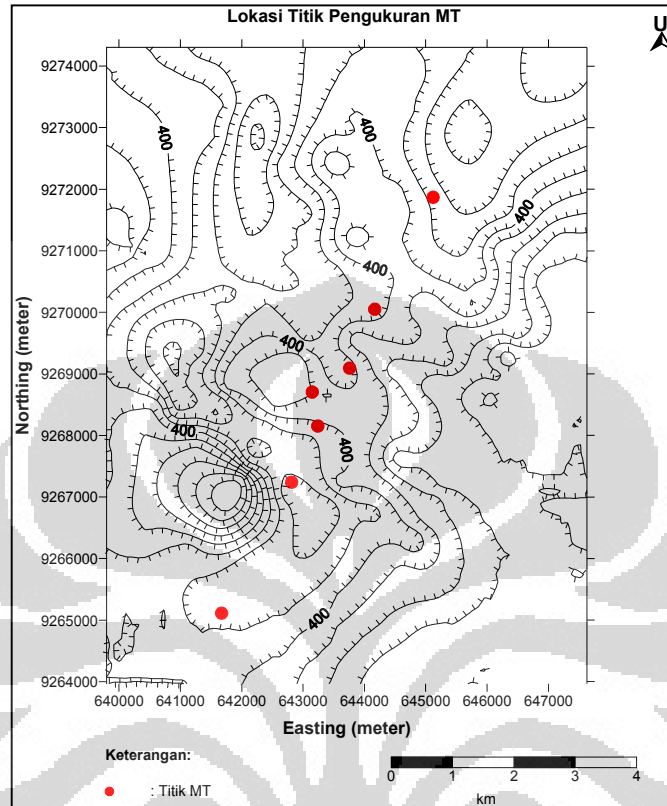 Lokasi Titik Pengukuran MT
U
9274000
9273000
9272000
9271000
9270000
9269000
9268000
9267000
9266000
9265000
9264000
Northing (meter)
400
400
400
400
400
400
400
400
640000 641000 642000 643000 644000 645000 646000 647000
Easting (meter)
Keterangan:
: Titik MT
0 1 2 3 4
km